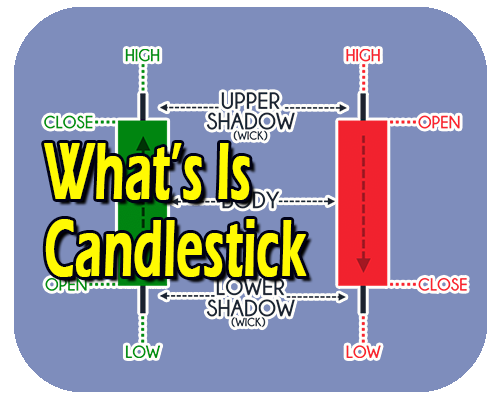 HIGH
HIGH
UPPER
SHADOW
(WICK)
CLOSE
OPEN
What's Is
BODY
Candlestick
OPEN
CLOSE
LOWER
SHADOW
(WICK)
LOW
LOW